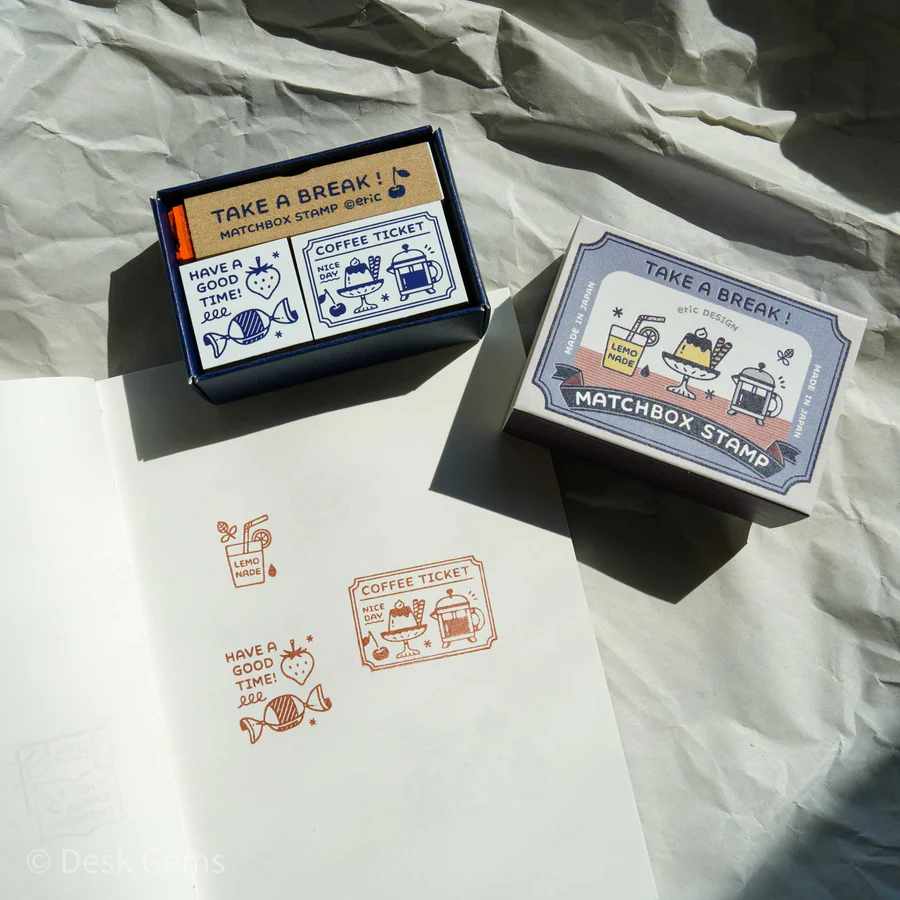 TAKE A BREAK!
MATCHBOX STAMP ©eric
HAVE A
GOOD
TIME!
COFFEE TICKET
NICE
DAY
TAKE A BREAK!
eric DESIGN
MADE IN JAPAN
LEMO
NADE
MADE IN JAPAN
MATCHBOX STAMP
LEMO
NADE
COFFEE TICKET
NICE
DAY
HAVE A
GOOD
TIME!
© Desk Gems